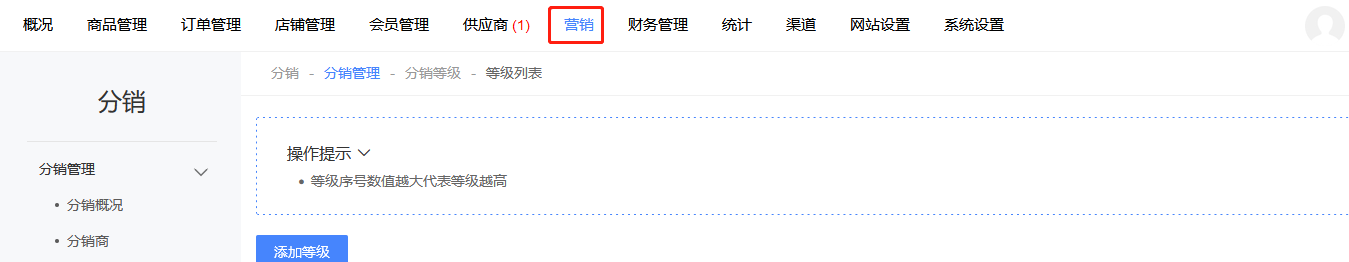 概况 商品管理 订单管理 店铺管理 会员管理 供应商 (1) 营销 财务管理 统计 渠道 网站设置 系统设置
分销 - 分销管理 - 分销等级 - 等级列表
分销
操作提示
分销管理
• 等级序号数值越大代表等级越高
• 分销概况
• 分销商
添加等级